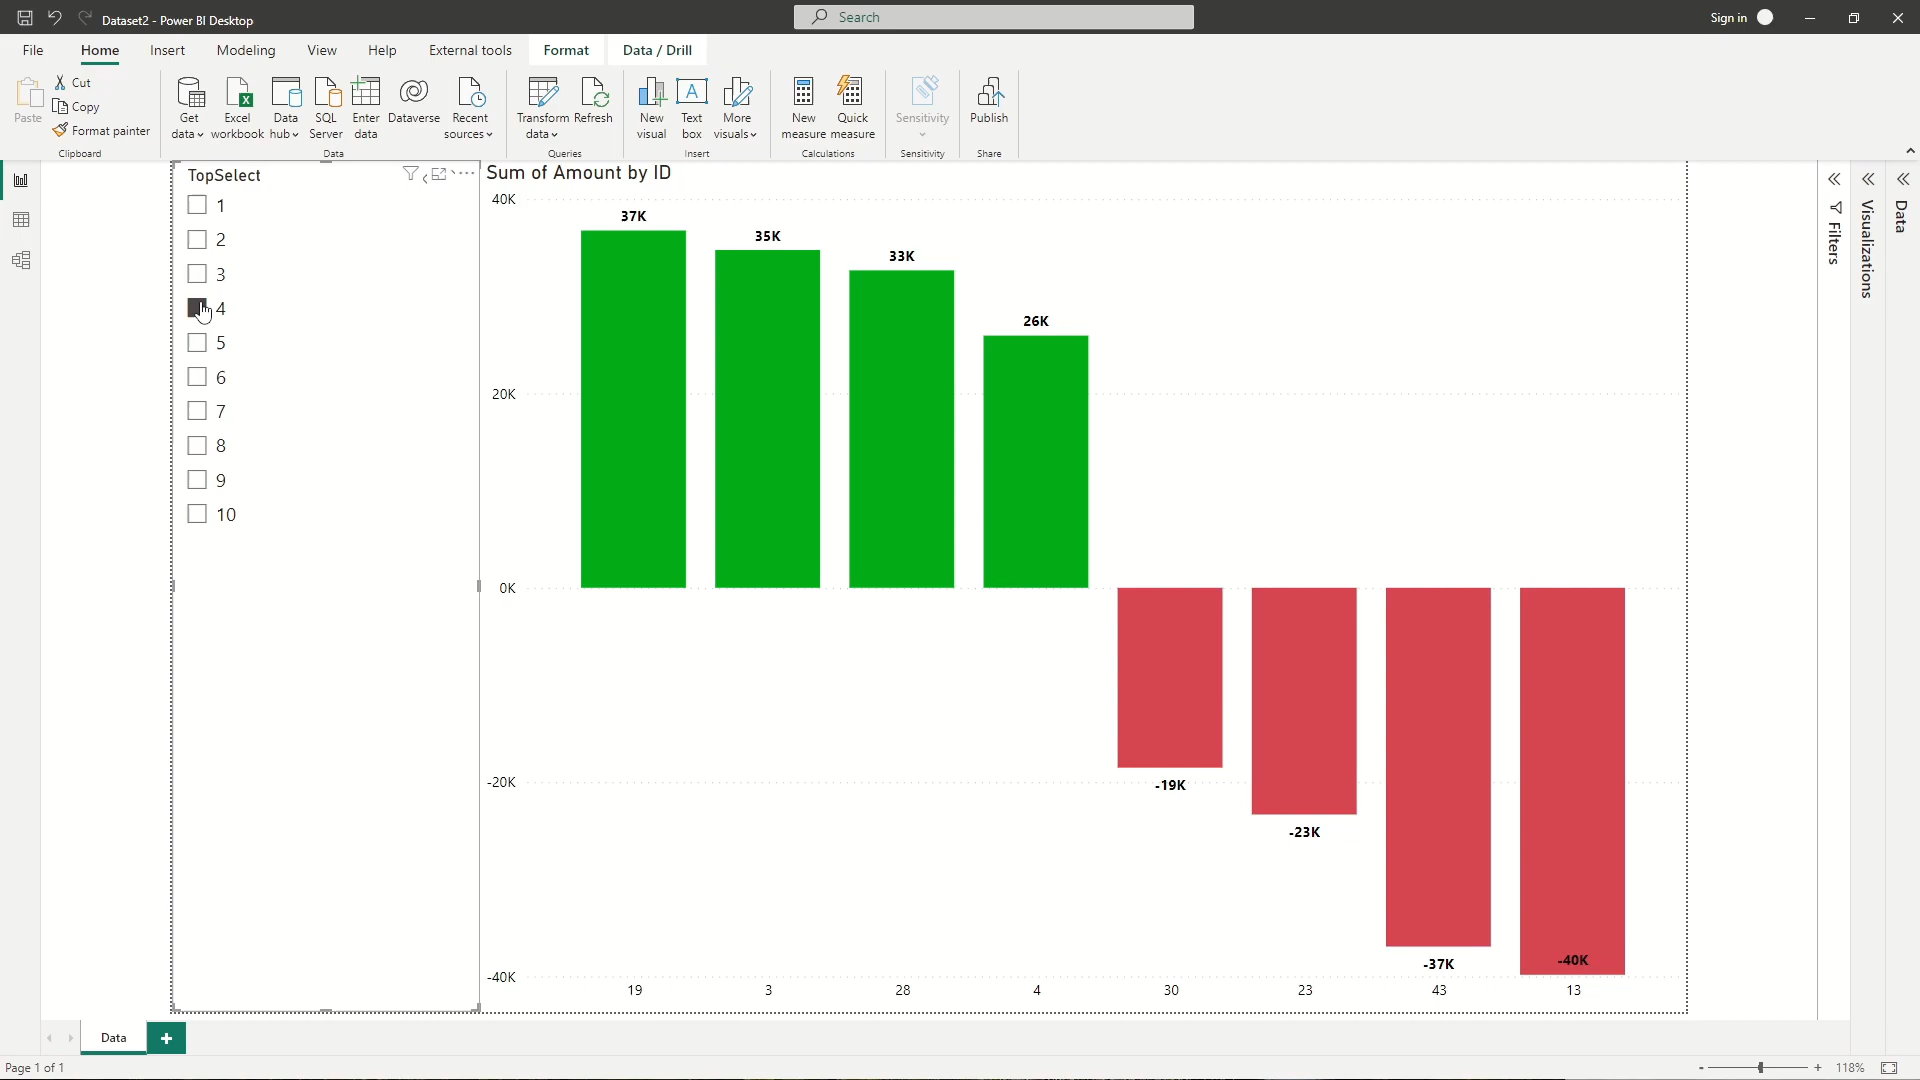 Dataset2 - Power BI Desktop
Search
Sign in
File
Home
Insert
Modeling
View
Help
External tools
Format
Data / Drill
Paste
Cut
Copy
Format painter
Clipboard
Get data
Excel workbook
Data hub
SQL Server
Enter data
Dataverse
Recent sources
Data
Transform data
Refresh
Queries
New visual
Text box
More visuals
Insert
New measure
Quick measure
Calculations
Sensitivity
Sensitivity
Publish
Share
TopSelect
1
2
3
4
5
6
7
8
9
10
Sum of Amount by ID
40K
20K
0K
-20K
-40K
37K
35K
33K
26K
-19K
-23K
-37K
-40K
19
3
28
4
30
23
43
13
Filters
Visualizations
Data
Data
Page 1 of 1
118%